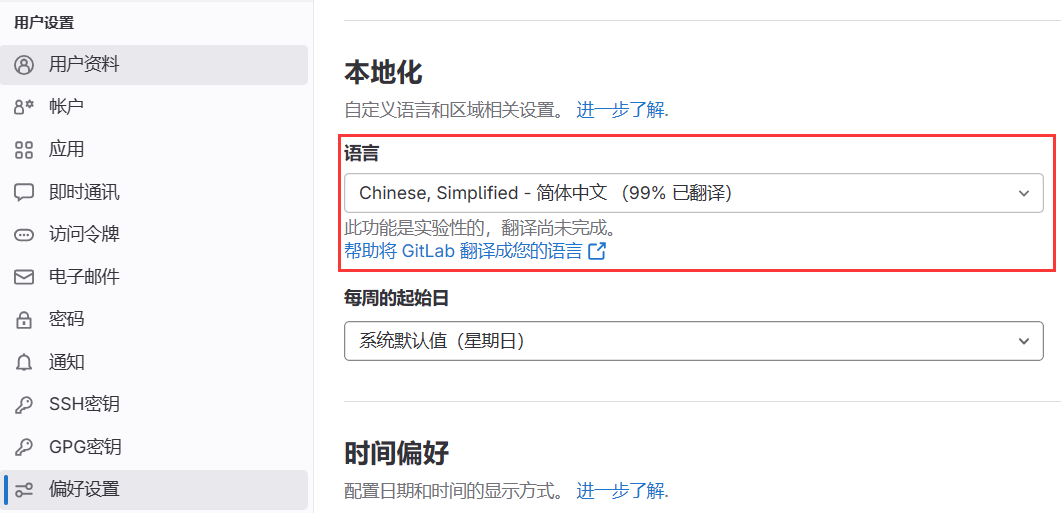 用户设置
用户资料
帐户
应用
即时通讯
访问令牌
电子邮件
密码
通知
SSH密钥
GPG密钥
偏好设置
本地化
自定义语言和区域相关设置。 进一步了解.
语言
Chinese, Simplified - 简体中文 （99% 已翻译）
此功能是实验性的，翻译尚未完成。
帮助将 GitLab 翻译成您的语言
每周的起始日
系统默认值（星期日）
时间偏好
配置日期和时间的显示方式。 进一步了解.